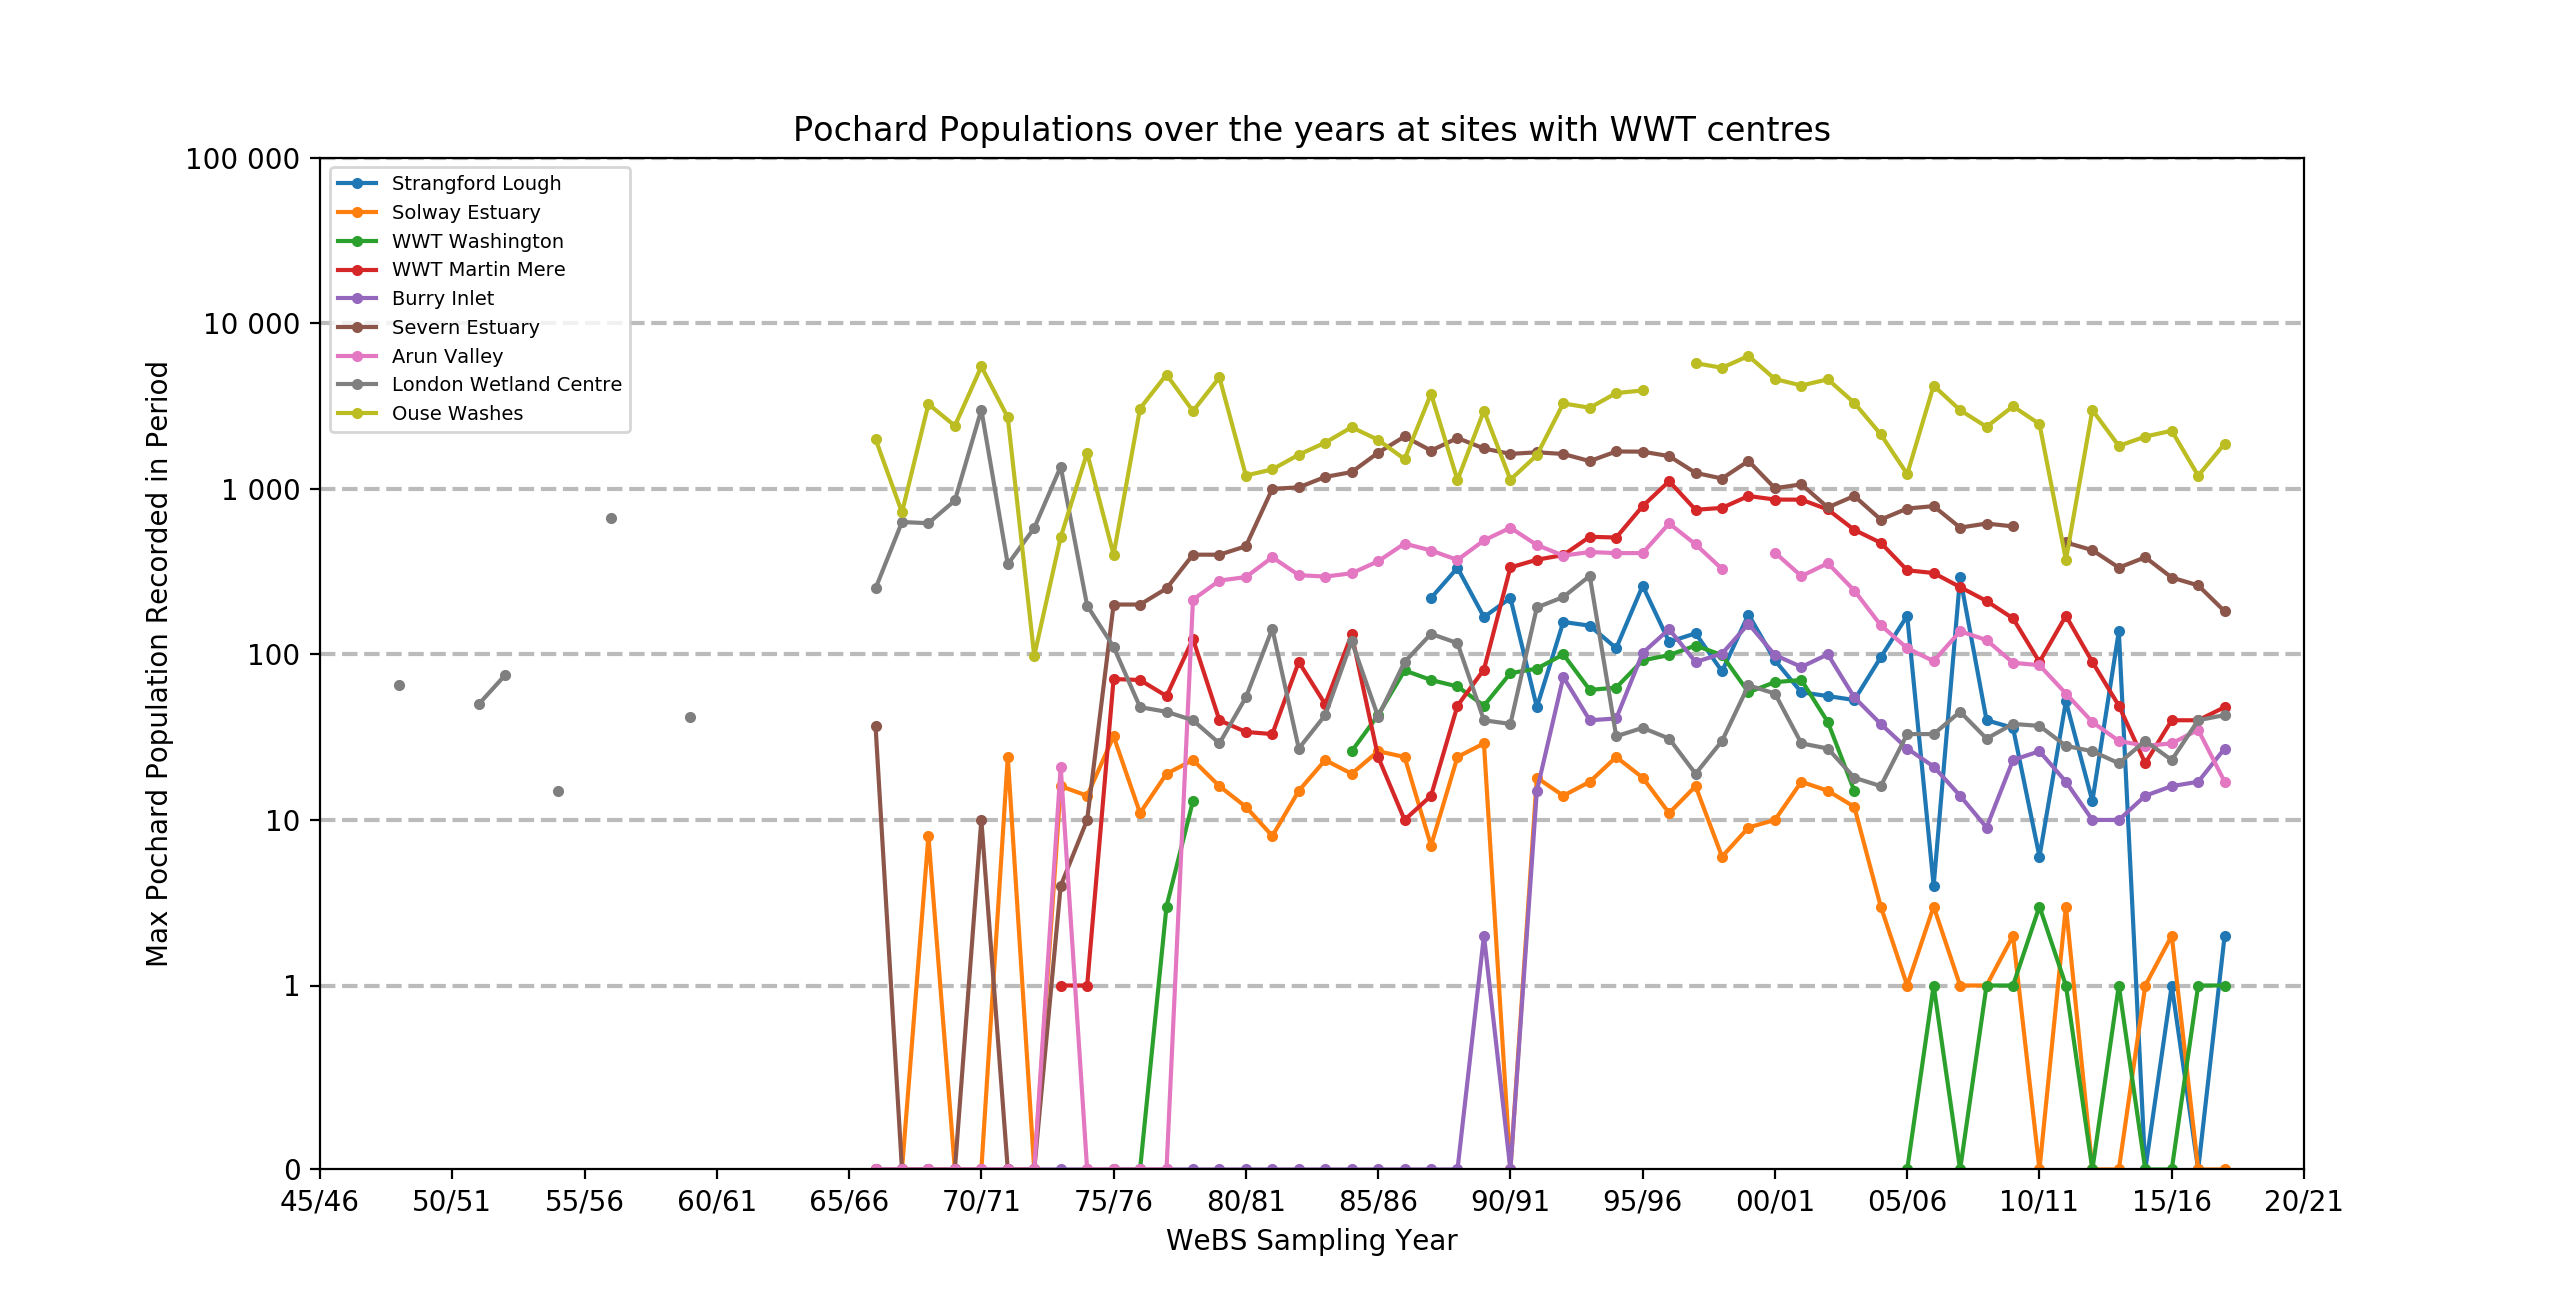 Pochard Populations over the years at sites with WWT centres
100 000
10 000
1 000
100
10
1
0
Max Pochard Population Recorded in Period
Strangford Lough
Solway Estuary
WWT Washington
WWT Martin Mere
Burry Inlet
Severn Estuary
Arun Valley
London Wetland Centre
Ouse Washes
45/46 50/51 55/56 60/61 65/66 70/71 75/76 80/81 85/86 90/91 95/96 00/01 05/06 10/11 15/16 20/21
WeBS Sampling Year